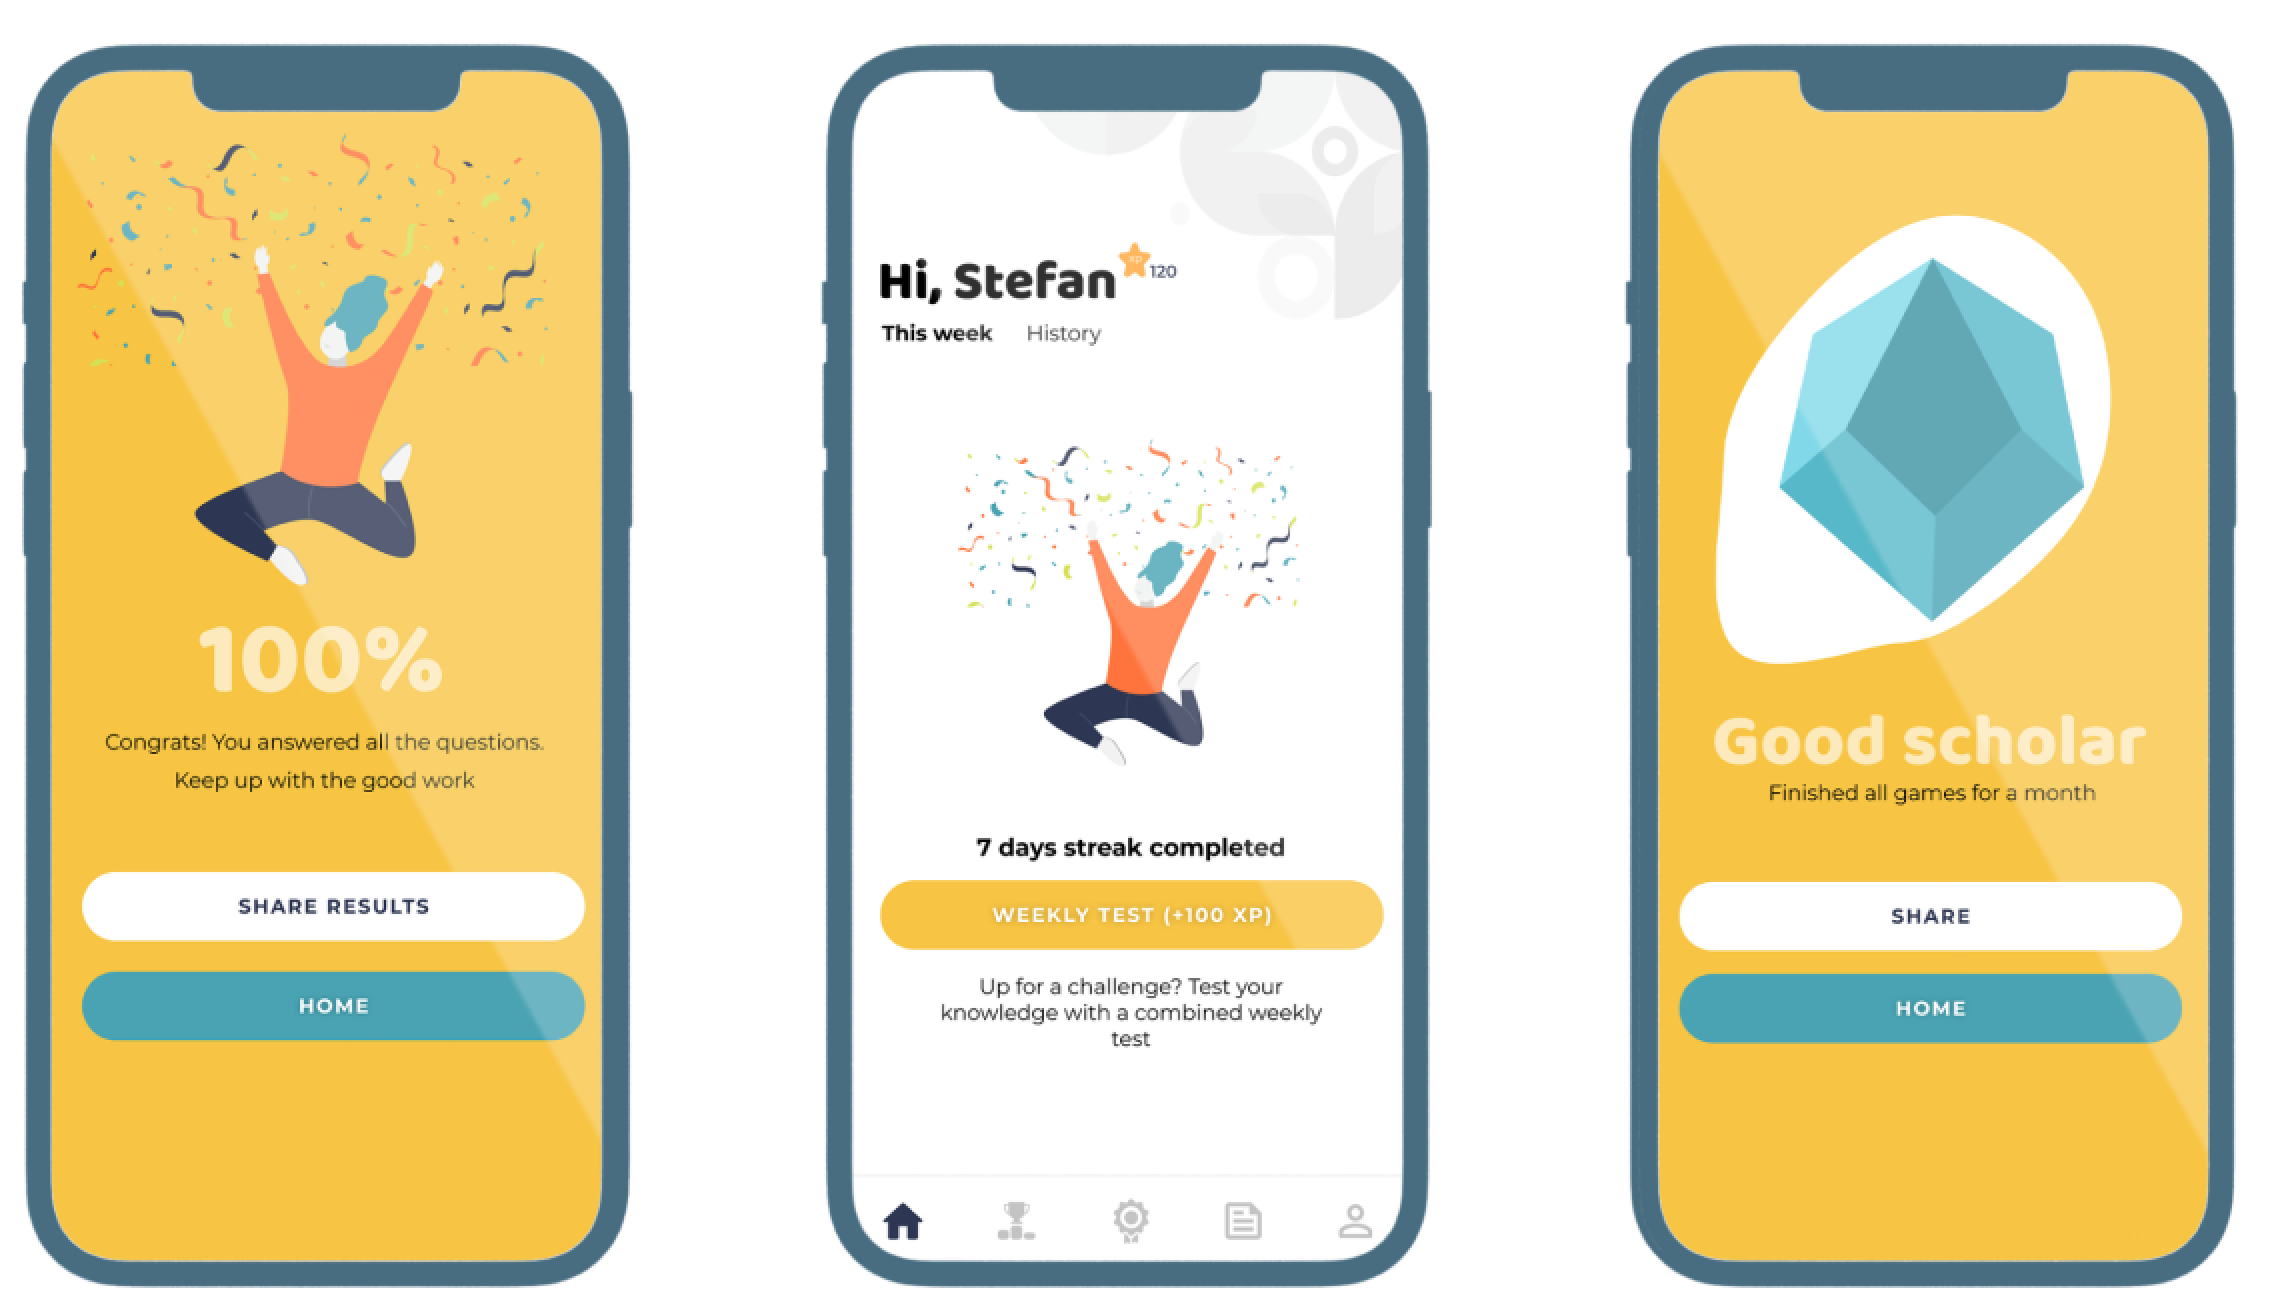 100%
Congrats! You answered all the questions.
Keep up with the good work
SHARE RESULTS
HOME
Hi, Stefan
xp
120
This week History
7 days streak completed
WEEKLY TEST (+100 XP)
Up for a challenge? Test your
knowledge with a combined weekly
test
Good scholar
Finished all games for a month
SHARE
HOME